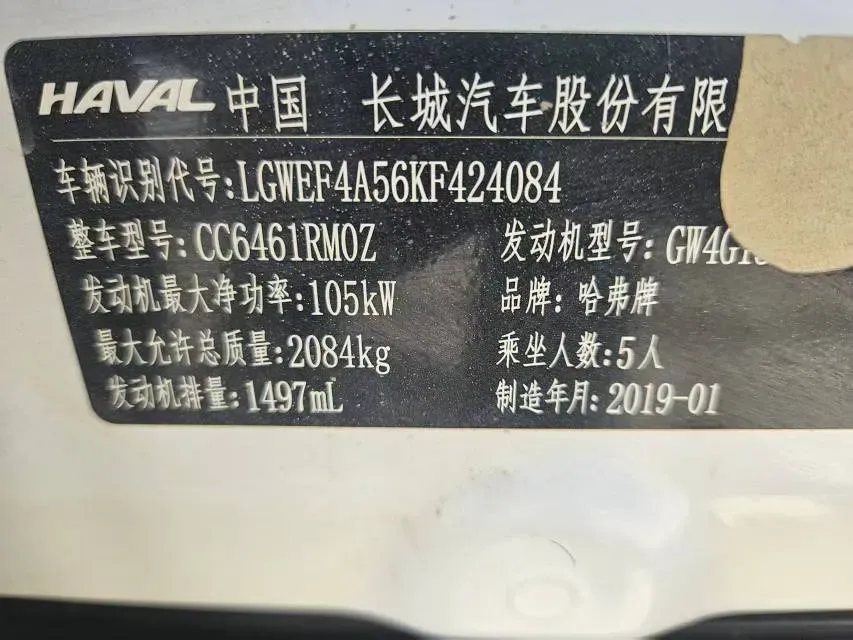 HAVAL 中国 长城汽车股份有限
车辆识别代号:LGWEF4A56KF424084
整车型号:CC6461RM0Z 发动机型号:GW4G15
发动机最大净功率:105kW 品牌:哈弗牌
最大允许总质量:2084kg 乘坐人数:5人
发动机排量:1497mL 制造年月:2019-01